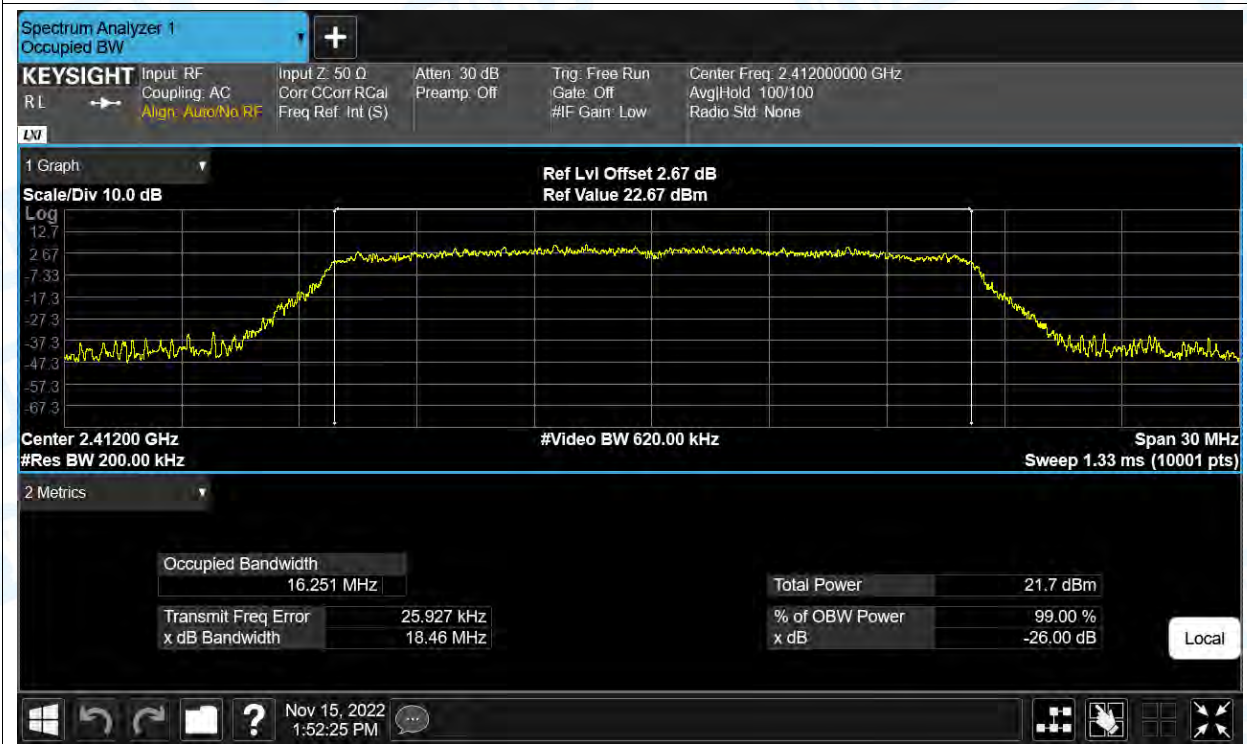 Spectrum Analyzer 1
Occupied BW
+
KEYSIGHT
RL
LXI
Input: RF
Coupling: AC
Align: Auto/No RF
Input Z: 50 Ω
Corr CCorr RCal
Freq Ref: Int (S)
Atten: 30 dB
Preamp: Off
Trig: Free Run
Gate: Off
#IF Gain: Low
Center Freq: 2.412000000 GHz
Avg|Hold: 100/100
Radio Std: None
1 Graph
Scale/Div 10.0 dB
Ref Lvl Offset 2.67 dB
Ref Value 22.67 dBm
Log
12.7
2.67
-7.33
-17.3
-27.3
-37.3
-47.3
-57.3
-67.3
Center 2.41200 GHz
#Res BW 200.00 kHz
#Video BW 620.00 kHz
Span 30 MHz
Sweep 1.33 ms (10001 pts)
2 Metrics
Occupied Bandwidth
16.251 MHz
Transmit Freq Error 25.927 kHz
x dB Bandwidth 18.46 MHz
Total Power 21.7 dBm
% of OBW Power 99.00 %
x dB -26.00 dB
Local
?
Nov 15, 2022
1:52:25 PM